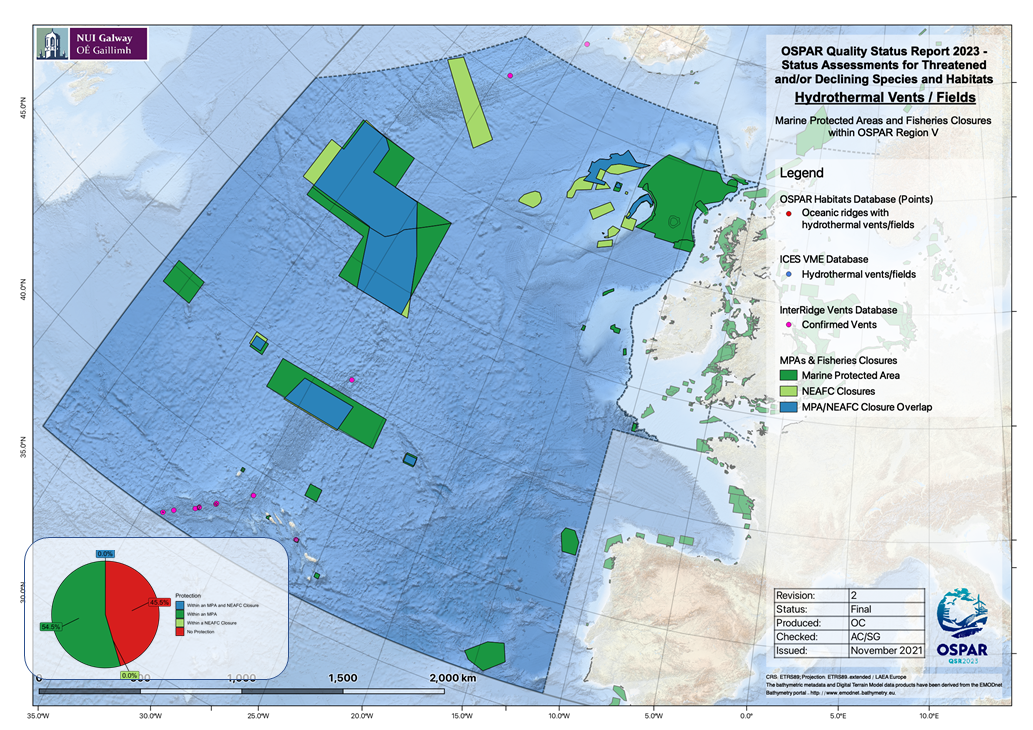 NUI Galway
OÉ Gaillimh
OSPAR Quality Status Report 2023 -
Status Assessments for Threatened
and/or Declining Species and Habitats
Hydrothermal Vents / Fields
Marine Protected Areas and Fisheries Closures
within OSPAR Region V
Legend
OSPAR Habitats Database (Points)
Oceanic ridges with
hydrothermal vents/fields
ICES VME Database
Hydrothermal vents/fields
InterRidge Vents Database
Confirmed Vents
MPAs & Fisheries Closures
Marine Protected Area
NEAFC Closures
MPA/NEAFC Closure Overlap
45.0°N
40.0°N
35.0°N
30.0°N
0.0%
45.5%
54.5%
0.0%
Protection
Within an MPA and NEAFC Closure
Within an MPA
Within a NEAFC Closure
No Protection
0 500 1,000 1,500 2,000 km
Revision: 2
Status: Final
Produced: OC
Checked: AC/SG
Issued: November 2021
OSPAR
QSR2023
CRS: ETRS89; Projection: ETRS89-extended / LAEA Europe
The bathymetric metadata and Digital Terrain Model data products have been derived from the EMODnet
Bathymetry portal - http://www.emodnet-bathymetry.eu.
35.0°W 30.0°W 25.0°W 20.0°W 15.0°W 10.0°W 5.0°W 0.0° 5.0°E 10.0°E